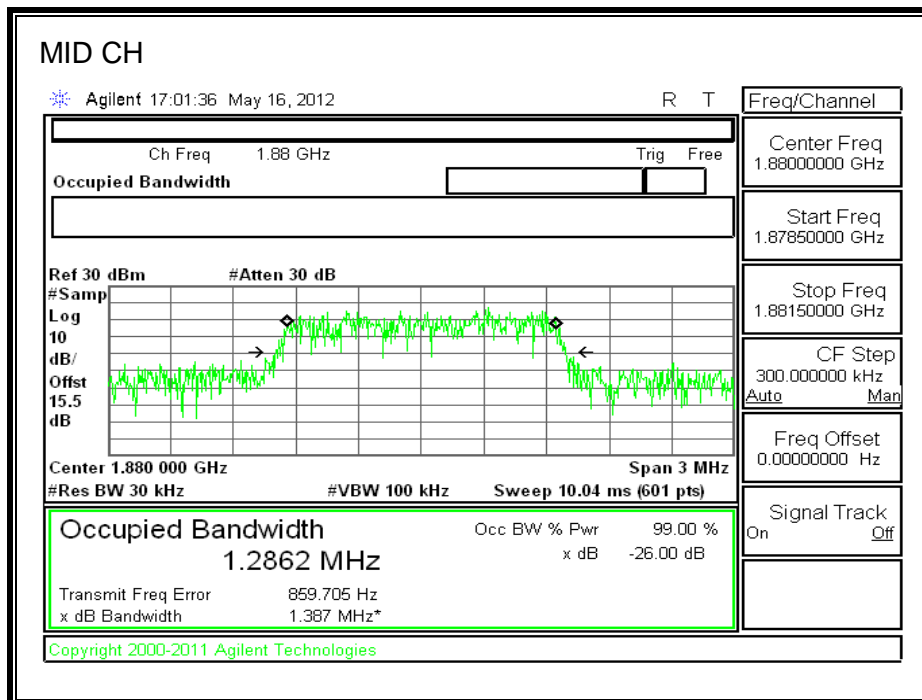 MID CH
Agilent 17:01:36 May 16, 2012 R T
Freq/Channel
Ch Freq 1.88 GHz Trig Free
Occupied Bandwidth
Center Freq
1.88000000 GHz
Start Freq
1.87850000 GHz
Stop Freq
1.88150000 GHz
CF Step
300.000000 kHz
Auto Man
Freq Offset
0.00000000 Hz
Signal Track
On Off
Ref 30 dBm #Atten 30 dB
#Samp
Log
10
dB/
Offst
15.5
dB
Center 1.880 000 GHz Span 3 MHz
#Res BW 30 kHz #VBW 100 kHz Sweep 10.04 ms (601 pts)
Occupied Bandwidth Occ BW % Pwr 99.00 %
1.2862 MHz x dB -26.00 dB
Transmit Freq Error 859.705 Hz
x dB Bandwidth 1.387 MHz*
Copyright 2000-2011 Agilent Technologies